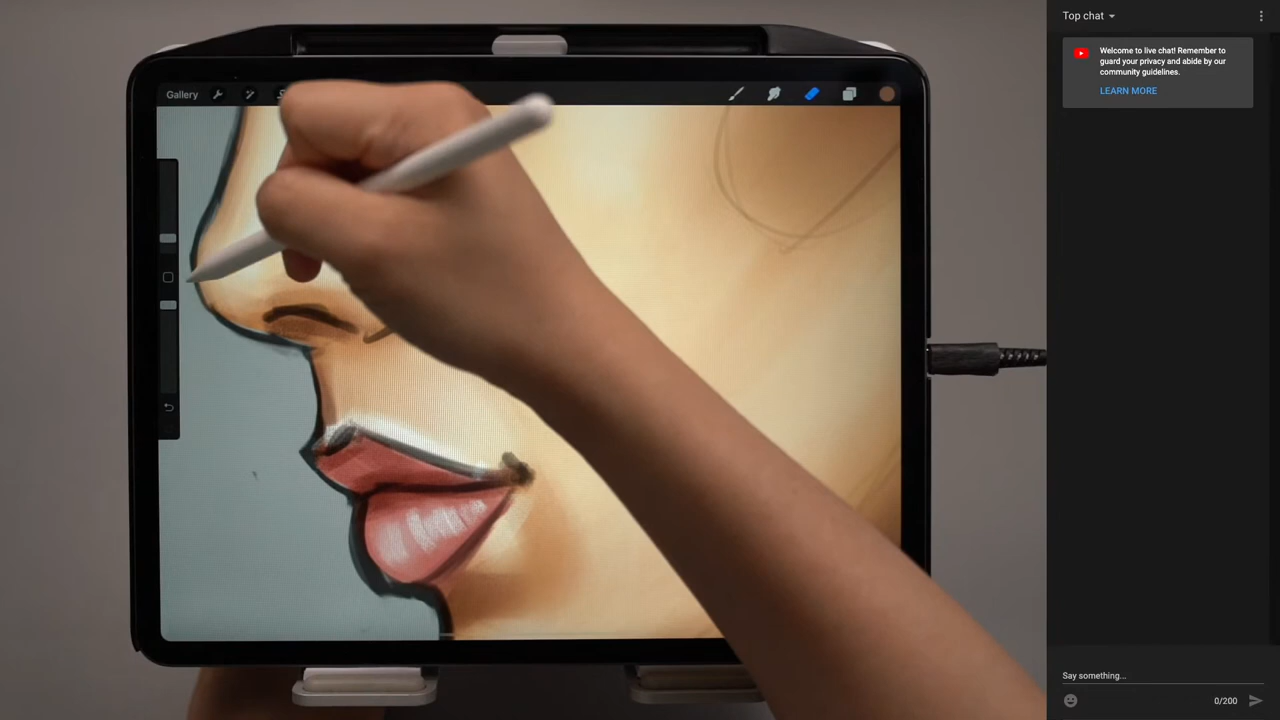 Gallery
Top chat
Welcome to live chat! Remember to
guard your privacy and abide by our
community guidelines.
LEARN MORE
Say something...
0/200